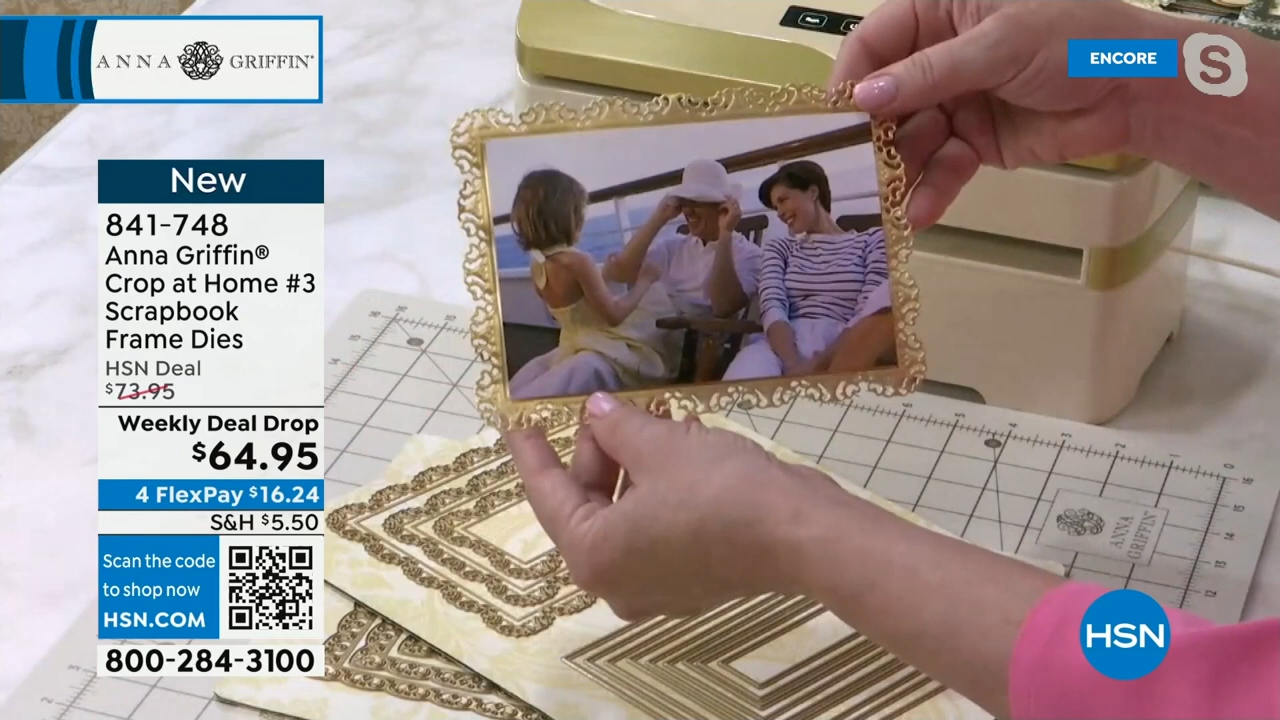 ANNA GRIFFIN
ENCORE
S
New
841-748
Anna Griffin®
Crop at Home #3
Scrapbook
Frame Dies
HSN Deal
$73.95
Weekly Deal Drop
$64.95
4 FlexPay $16.24
S&H $5.50
Scan the code
to shop now
HSN.COM
800-284-3100
ANNA
GRIFFIN
HSN